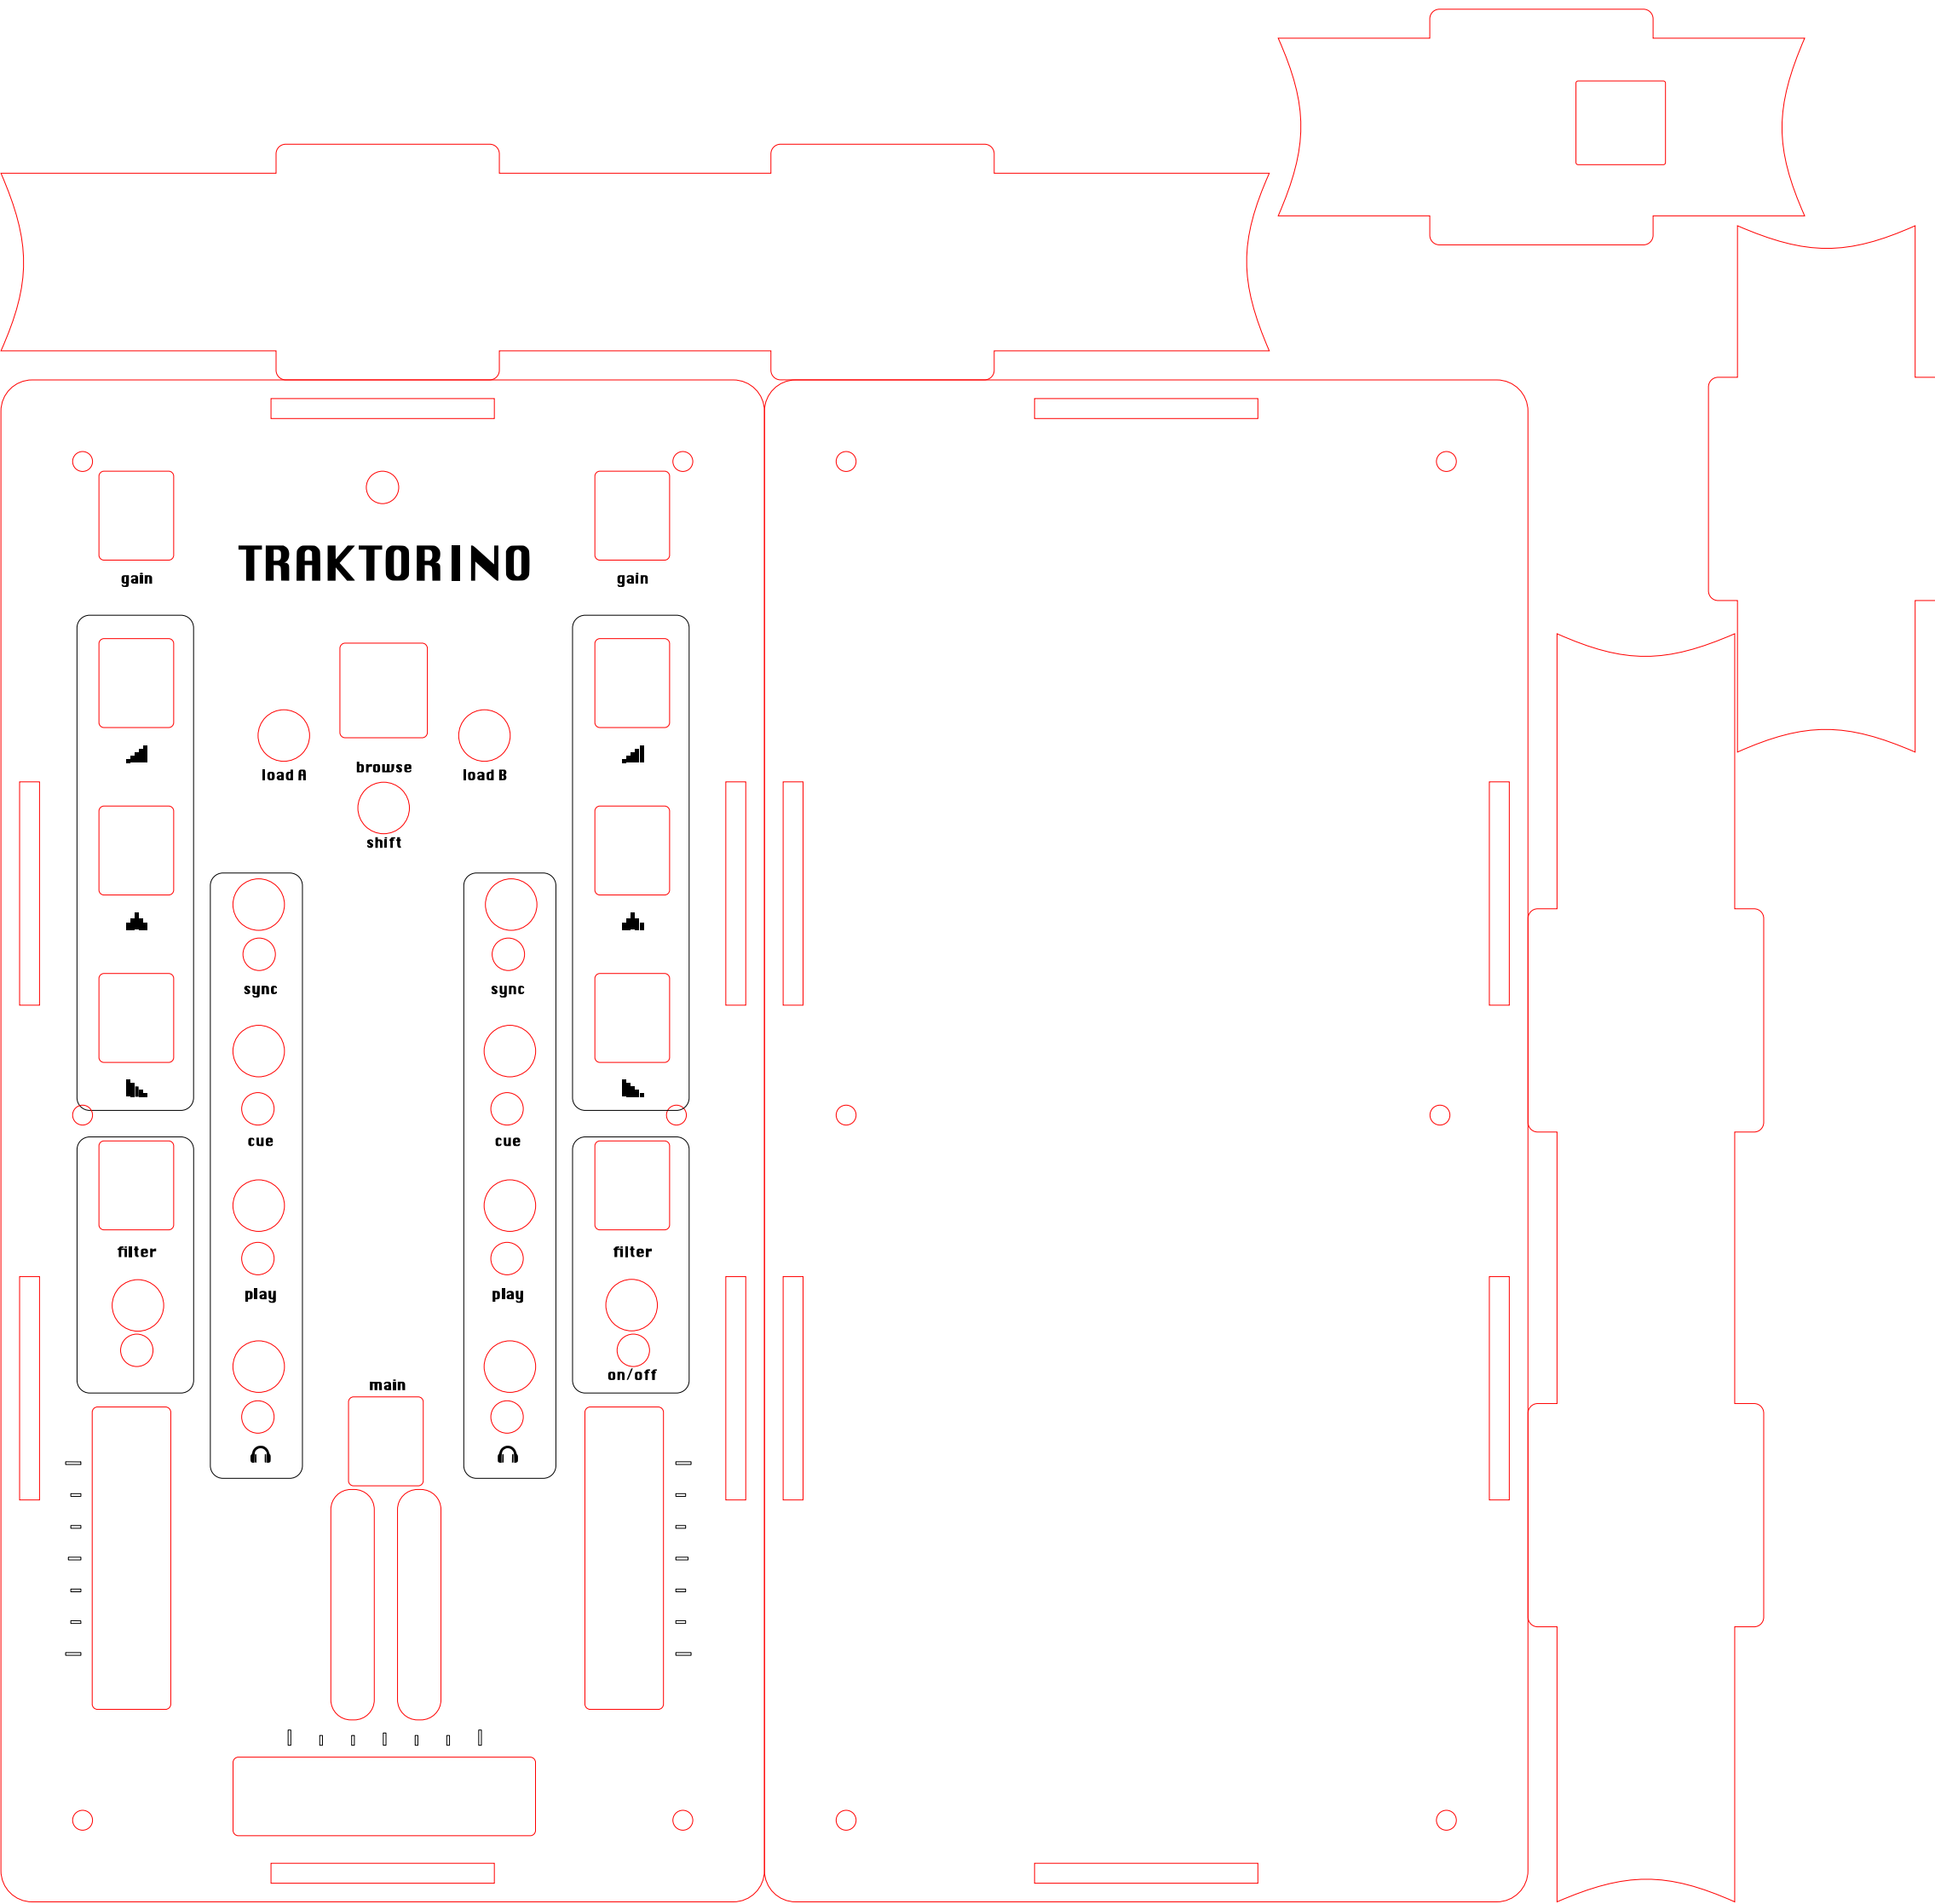 TRAKTORINO
gain
gain
browse
load A
load B
shift
sync
sync
cue
cue
filter
filter
play
play
on/off
main